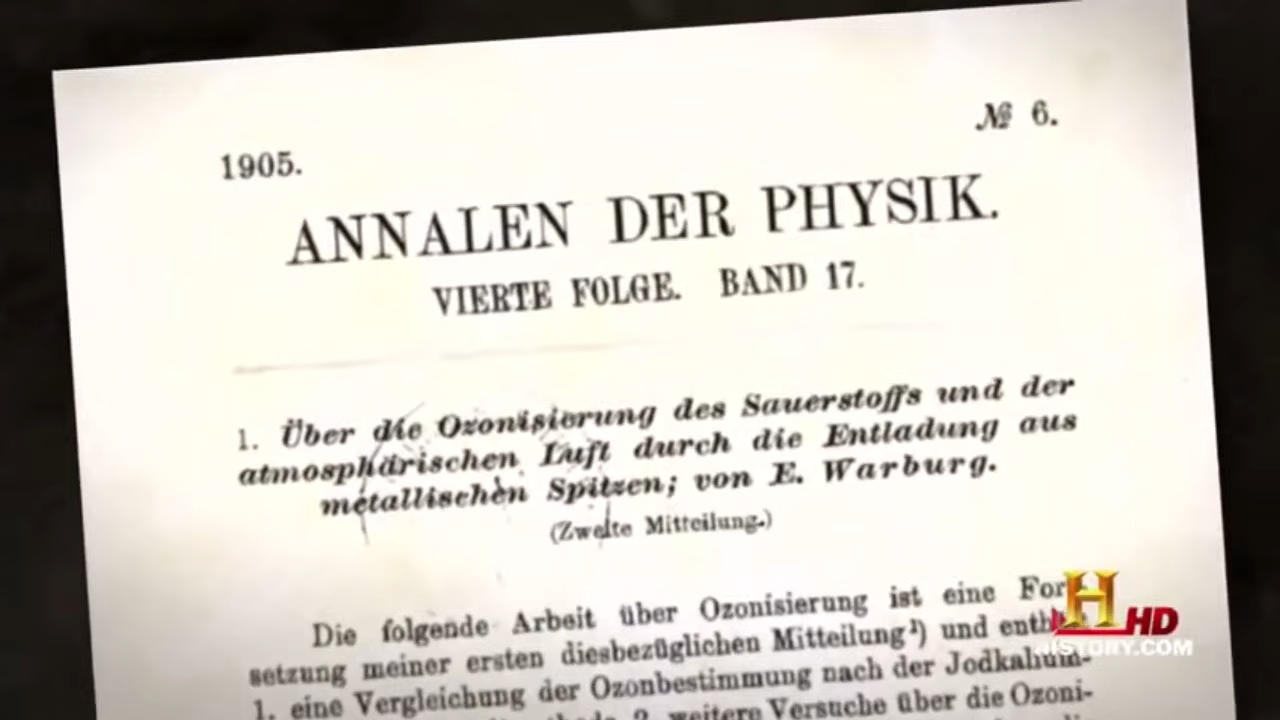 1905.
№ 6.
ANNALEN DER PHYSIK.
VIERTE FOLGE. BAND 17.
1. Über die Ozonisierung des Sauerstoffs und der
atmosphärischen Luft durch die Entladung aus
metallischen Spitzen; von E. Warburg.
(Zweite Mitteilung.)
Die folgende Arbeit über Ozonisierung ist eine For
setzung meiner ersten diesbezüglichen Mitteilung¹) und enth
1. eine Vergleichung der Ozonbestimmung nach der Jodkalium-
2. weitere Versuche über die Ozoni-
H HD
HISTORY.COM